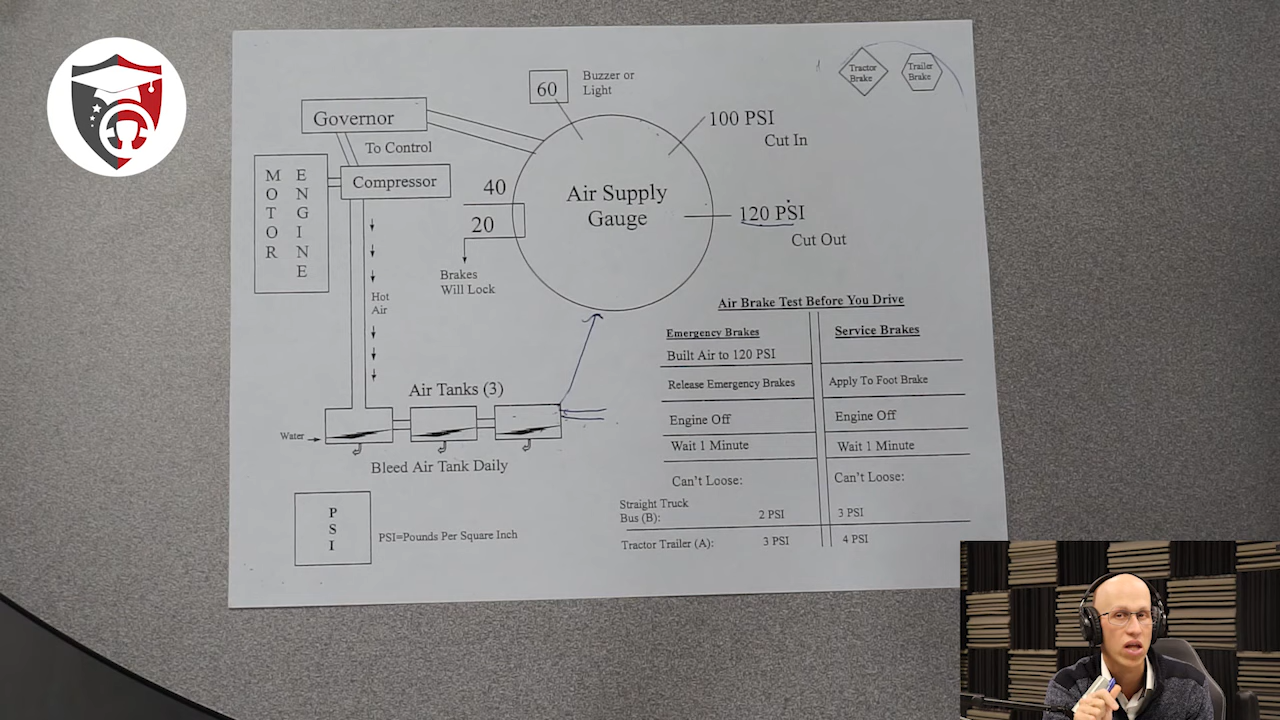 60
Buzzer or
Light
Tractor
Brake
Trailer
Brake
Governor
100 PSI
To Control
Cut In
MOTOR
ENGINE
Compressor
40
Air Supply
Gauge
20
120 PSI
Cut Out
Brakes
Will Lock
Hot
Air
Air Brake Test Before You Drive
Emergency Brakes
Service Brakes
Built Air to 120 PSI
Release Emergency Brakes
Apply To Foot Brake
Air Tanks (3)
Engine Off
Engine Off
Water
Wait 1 Minute
Wait 1 Minute
Bleed Air Tank Daily
Can't Loose:
Can't Loose:
PSI
PSI=Pounds Per Square Inch
Straight Truck
Bus (B):
2 PSI
3 PSI
Tractor Trailer (A):
3 PSI
4 PSI